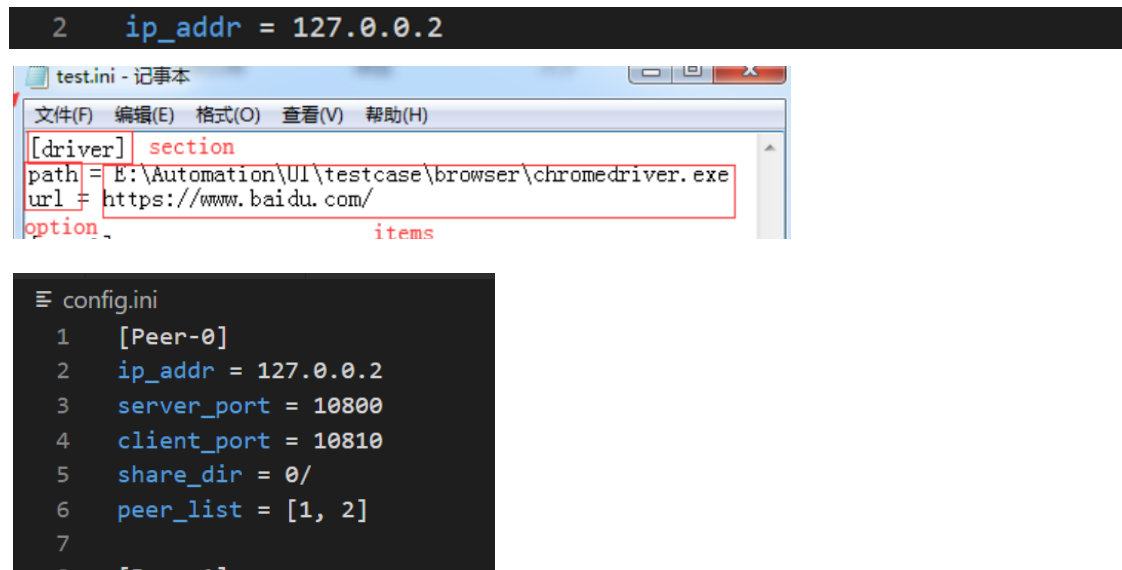 2 ip_addr = 127.0.0.2
test.ini - 记事本
文件(F) 编辑(E) 格式(O) 查看(V) 帮助(H)
[driver] section
path = E:\Automation\UI\testcase\browser\chromedriver.exe
url = https://www.baidu.com/
option items
config.ini
1 [Peer-0]
2 ip_addr = 127.0.0.2
3 server_port = 10800
4 client_port = 10810
5 share_dir = 0/
6 peer_list = [1, 2]
7